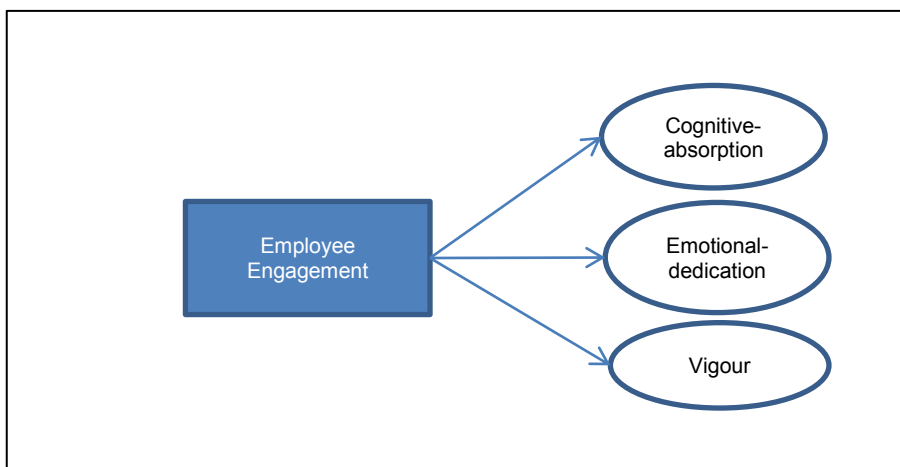 Cognitive-
absorption
Employee
Engagement
Emotional-
dedication
Vigour